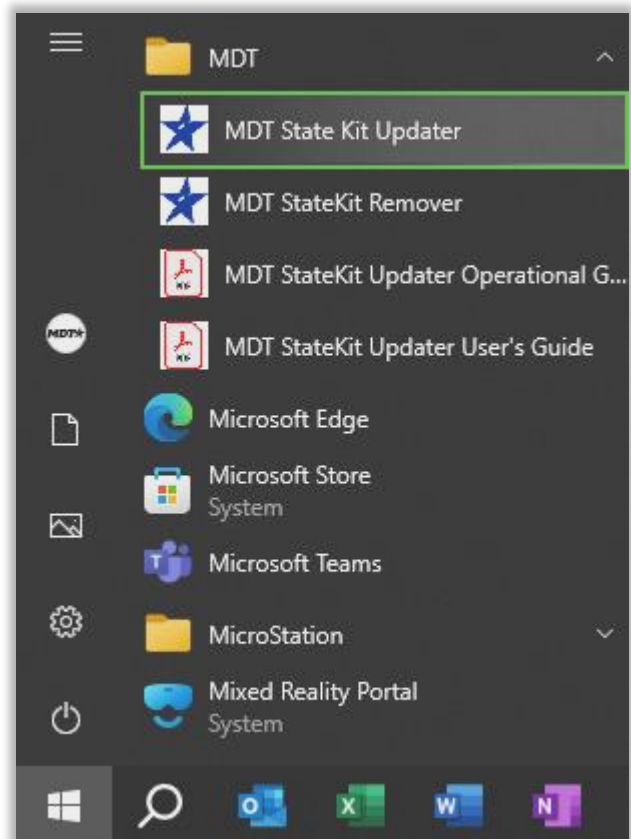 MDT
MDT State Kit Updater
MDT StateKit Remover
MDT StateKit Updater Operational G...
MDT StateKit Updater User's Guide
MDT
Microsoft Edge
Microsoft Store
System
Microsoft Teams
MicroStation
Mixed Reality Portal
System